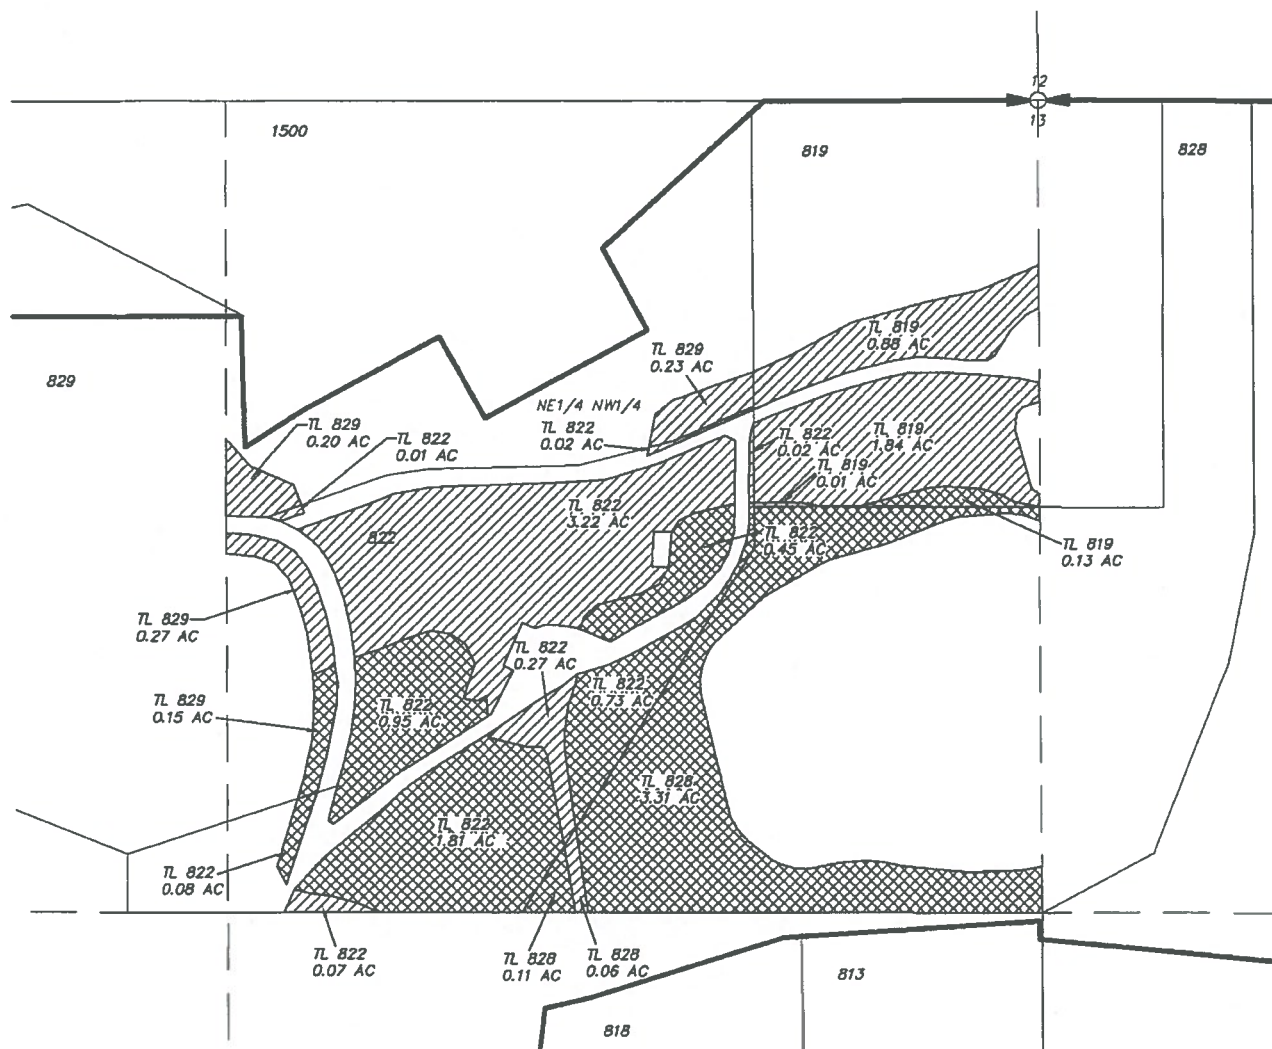 12
13
1500
819
828
829
TL 819
0.88 AC
TL 829
0.23 AC
NE1/4 NW1/4
TL 822
0.02 AC
TL 829
0.20 AC
TL 822
0.01 AC
TL 822
0.02 AC
TL 819
1.84 AC
TL 819
0.01 AC
TL 822
3.22 AC
822
TL 822
0.45 AC
TL 819
0.13 AC
TL 829
0.27 AC
TL 822
0.27 AC
TL 829
0.15 AC
TL 822
0.95 AC
TL 822
0.73 AC
TL 828
3.31 AC
TL 822
1.81 AC
TL 822
0.08 AC
TL 822
0.07 AC
TL 828
0.11 AC
TL 828
0.06 AC
813
818